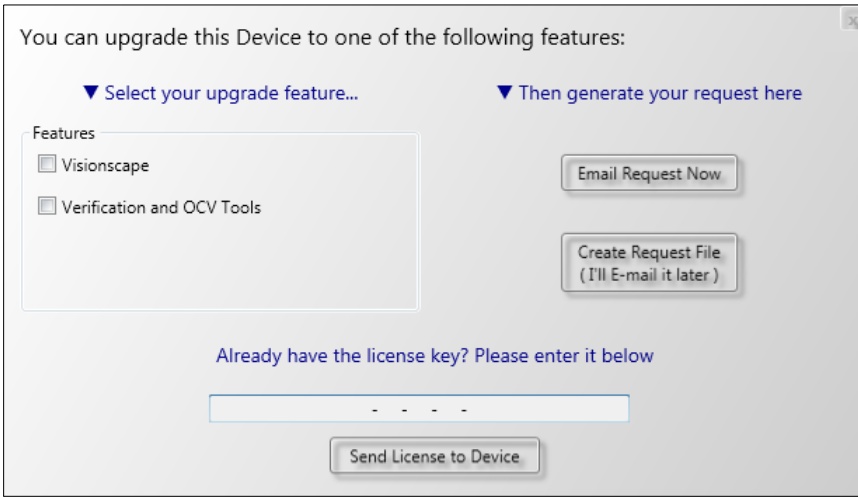 You can upgrade this Device to one of the following features:
▼ Select your upgrade feature...
▼ Then generate your request here
Features
Visionscape
Verification and OCV Tools
Email Request Now
Create Request File
( I'll E-mail it later )
Already have the license key? Please enter it below
- - - -
Send License to Device